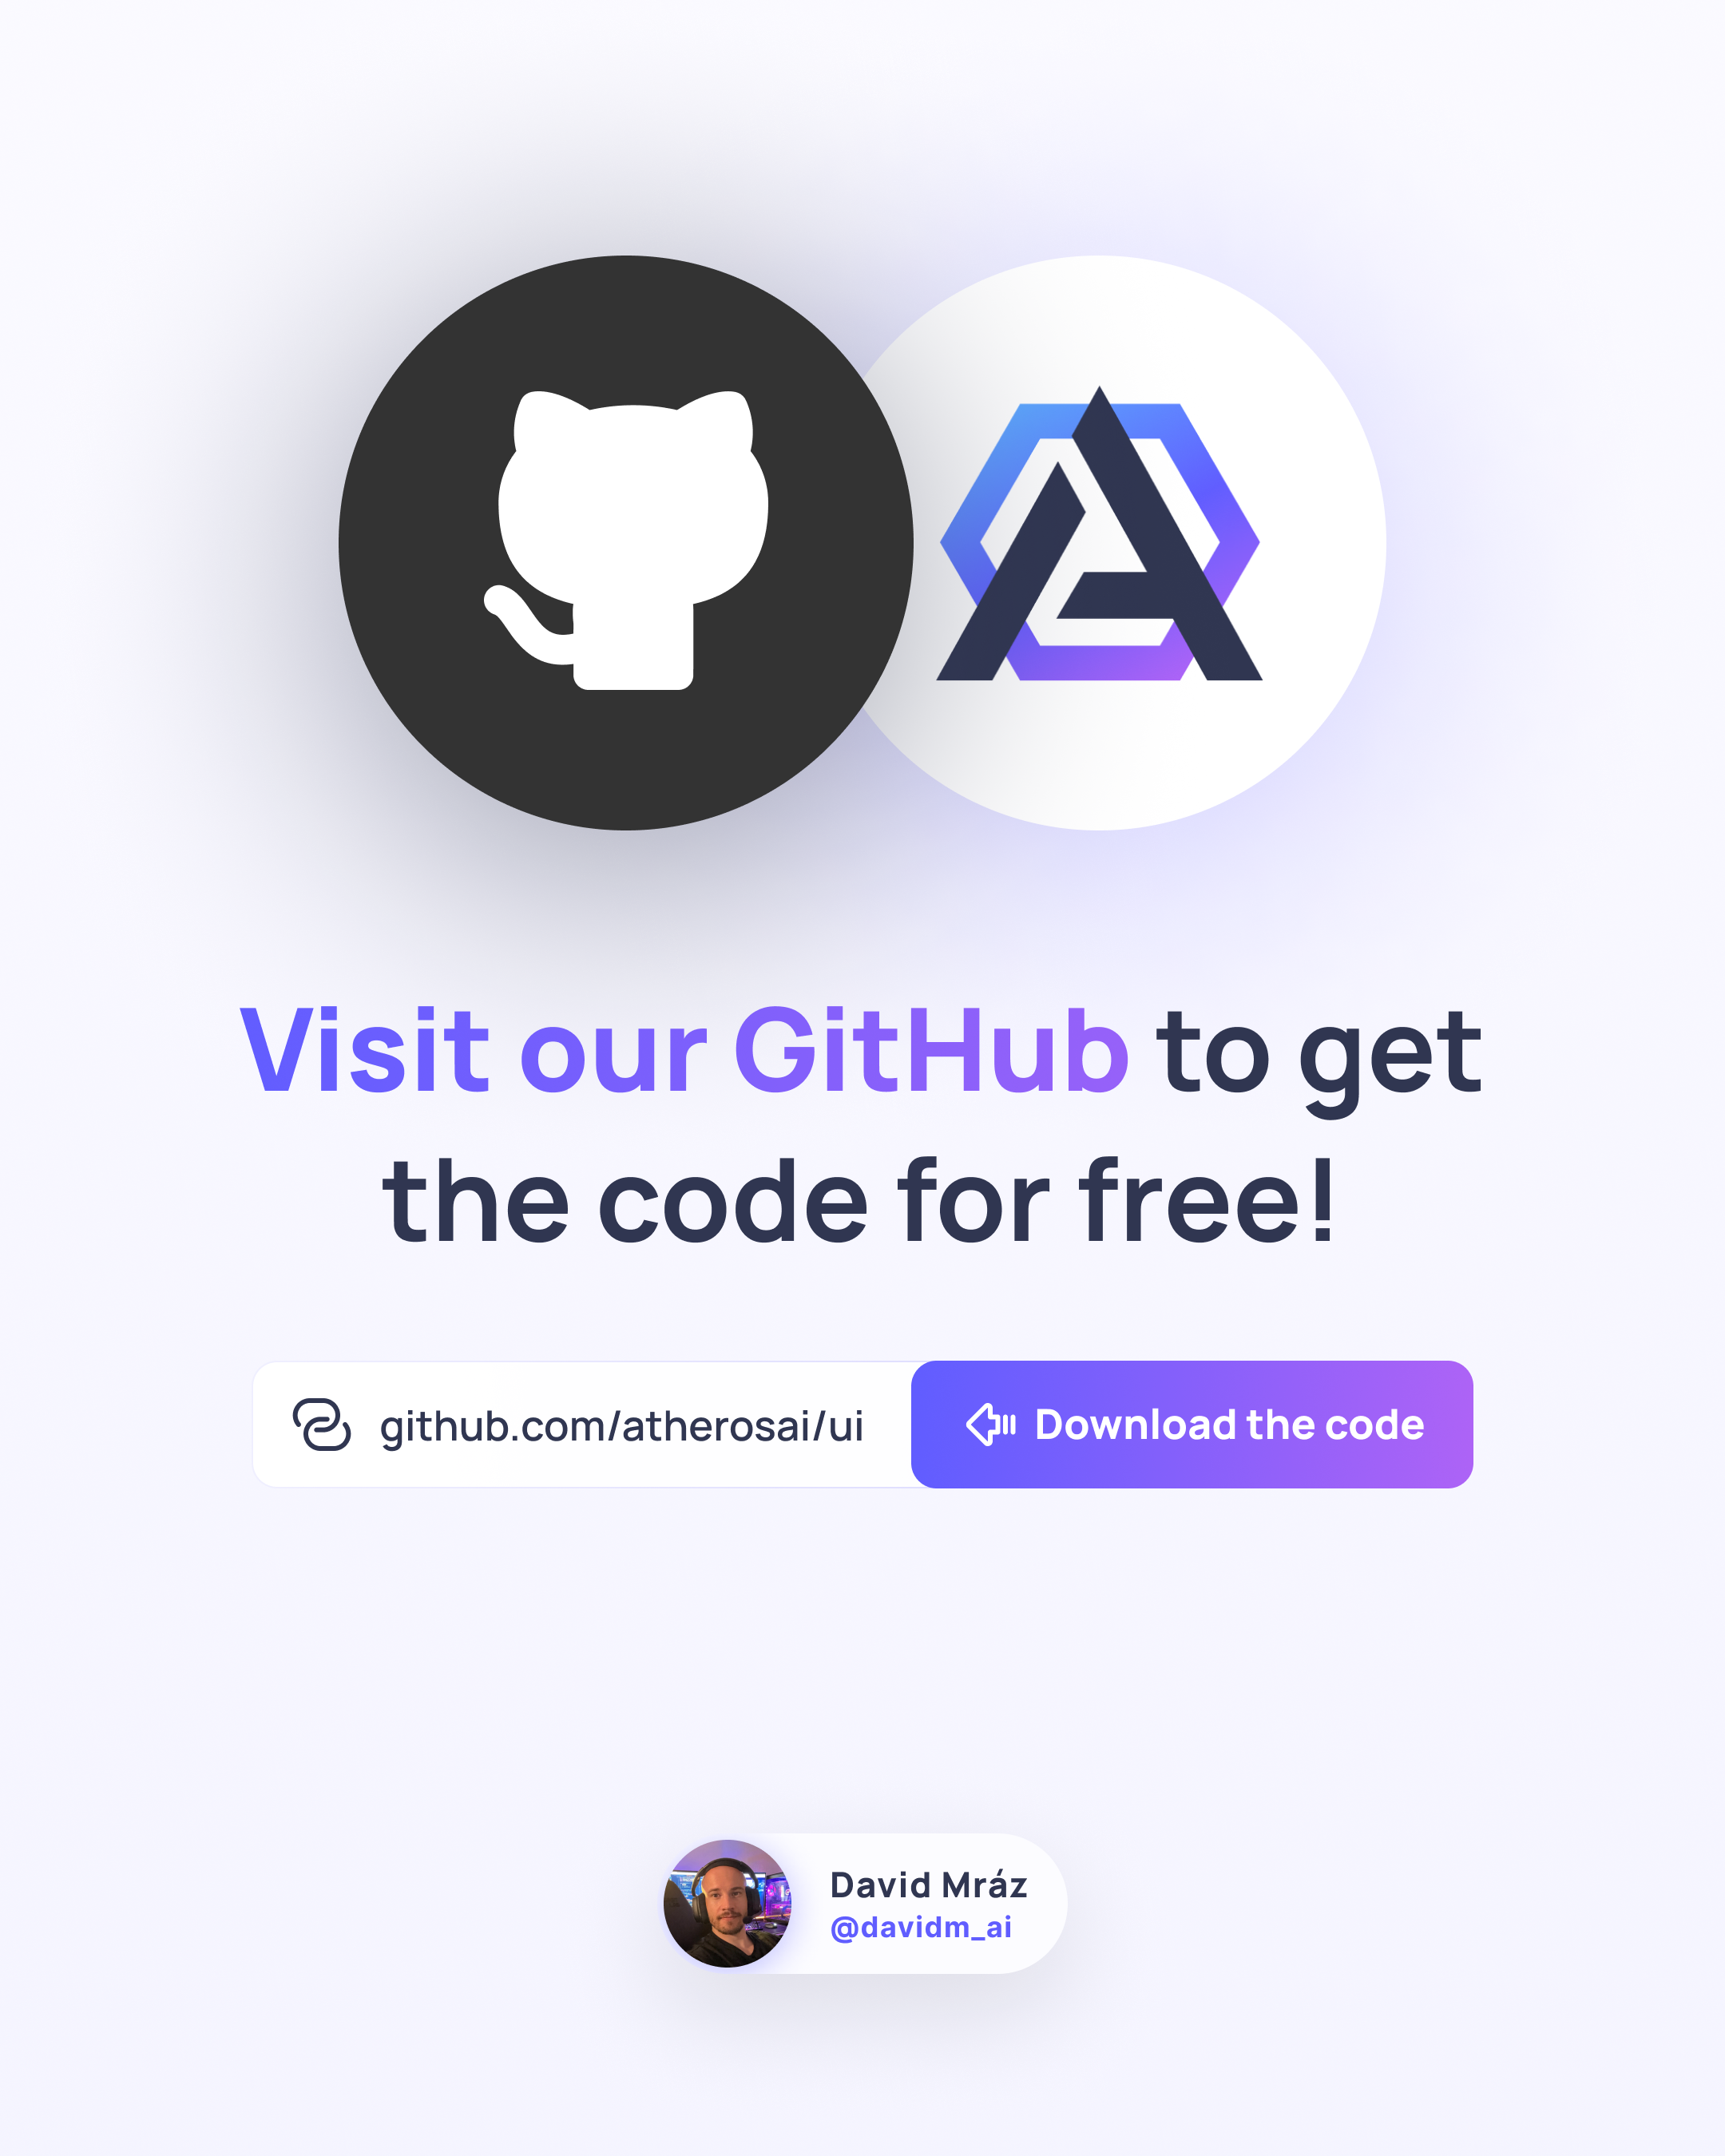 Visit our GitHub to get
the code for free!
github.com/atherosai/ui
Download the code
David Mráz
@davidm_ai